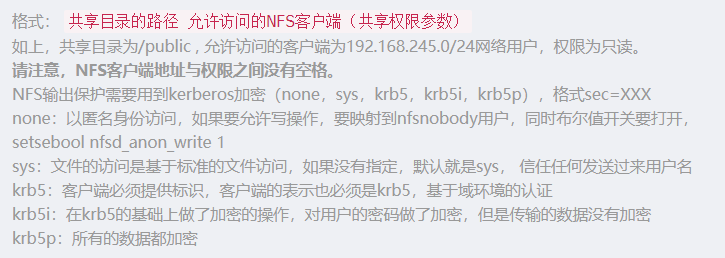 格式： 共享目录的路径 允许访问的NFS客户端（共享权限参数）
如上，共享目录为/public , 允许访问的客户端为192.168.245.0/24网络用户，权限为只读。
请注意，NFS客户端地址与权限之间没有空格。
NFS输出保护需要用到kerberos加密（none，sys，krb5，krb5i，krb5p），格式sec=XXX
none：以匿名身份访问，如果要允许写操作，要映射到nfsnobody用户，同时布尔值开关要打开，
setsebool nfsd_anon_write 1
sys：文件的访问是基于标准的文件访问，如果没有指定，默认就是sys， 信任任何发送过来用户名
krb5：客户端必须提供标识，客户端的表示也必须是krb5，基于域环境的认证
krb5i：在krb5的基础上做了加密的操作，对用户的密码做了加密，但是传输的数据没有加密
krb5p：所有的数据都加密